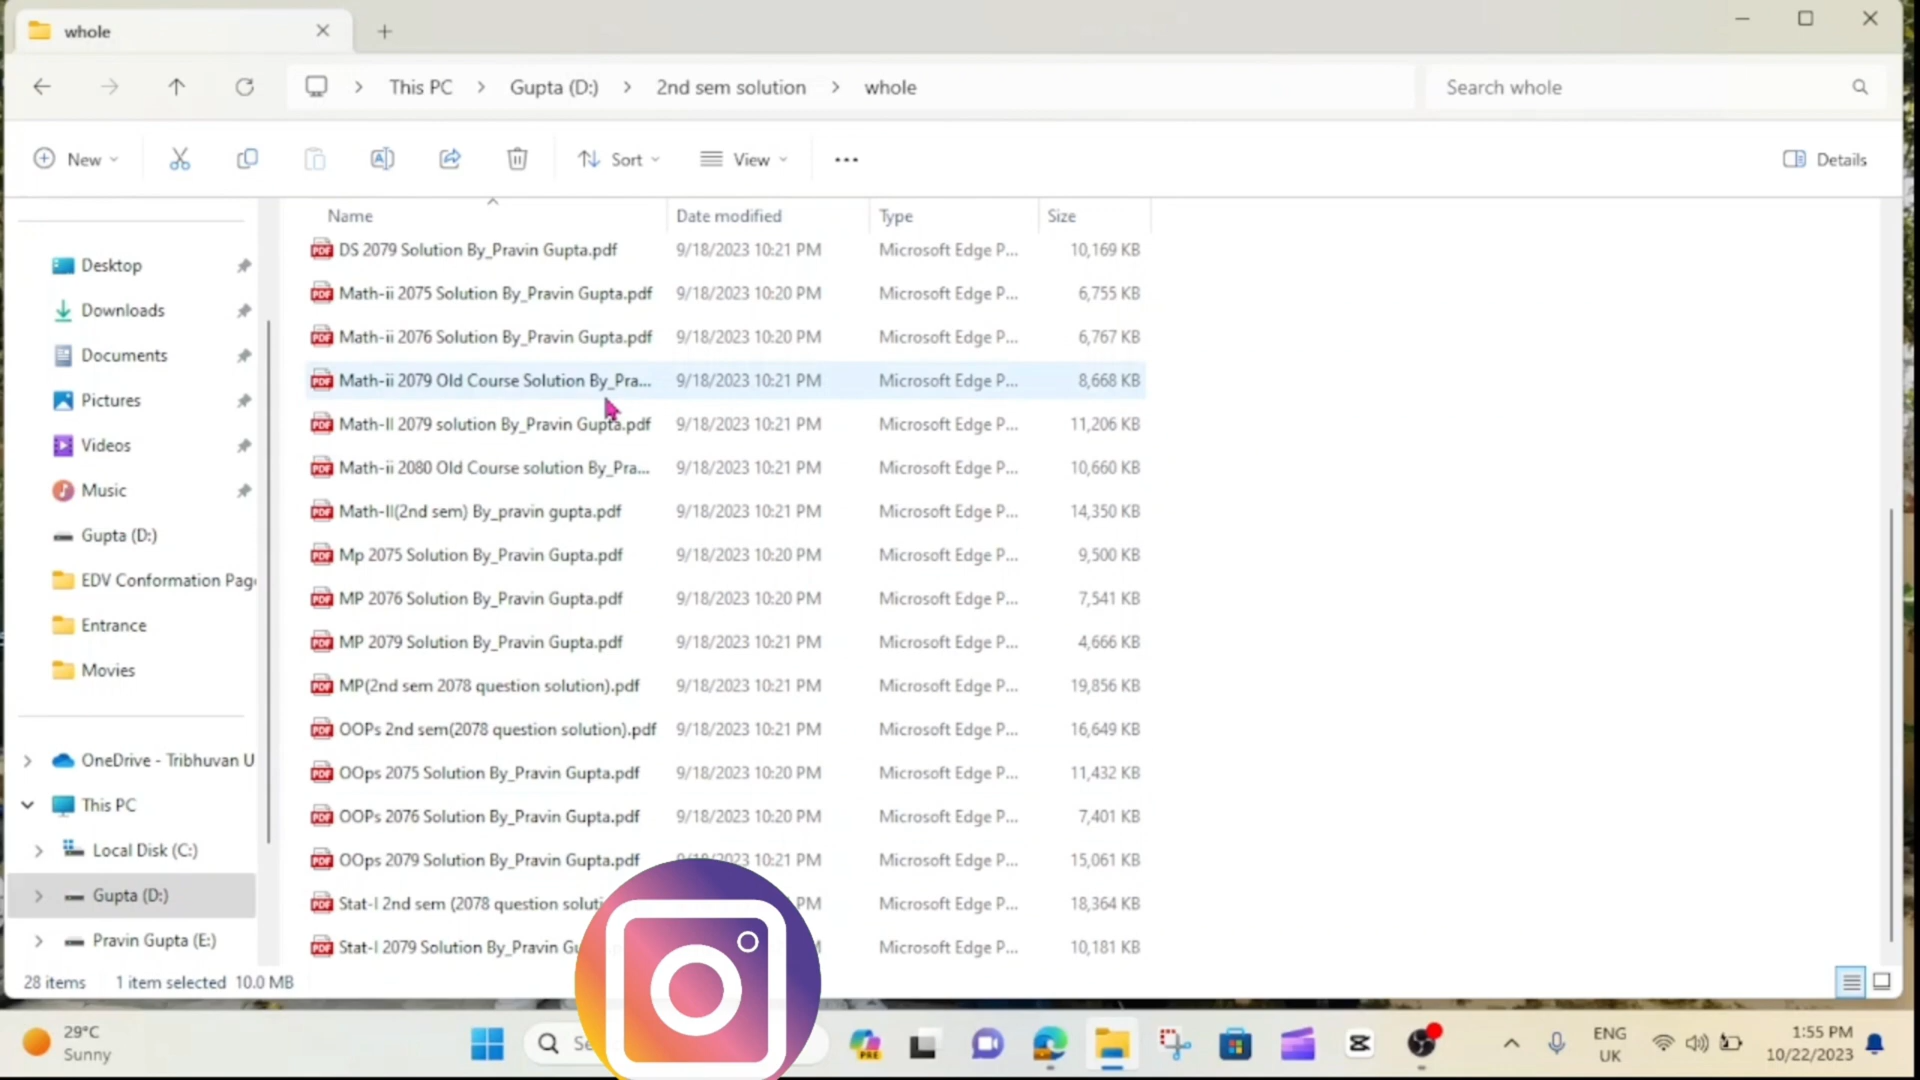 whole
This PC
Gupta (D:)
2nd sem solution
whole
Search whole
New
Sort
View
Details
Name Date modified Type Size
DS 2079 Solution By_Pravin Gupta.pdf 9/18/2023 10:21 PM Microsoft Edge P... 10,169 KB
Math-ii 2075 Solution By_Pravin Gupta.pdf 9/18/2023 10:20 PM Microsoft Edge P... 6,755 KB
Math-ii 2076 Solution By_Pravin Gupta.pdf 9/18/2023 10:20 PM Microsoft Edge P... 6,767 KB
Math-ii 2079 Old Course Solution By_Pra... 9/18/2023 10:21 PM Microsoft Edge P... 8,668 KB
Math-II 2079 solution By_Pravin Gupta.pdf 9/18/2023 10:21 PM Microsoft Edge P... 11,206 KB
Math-ii 2080 Old Course solution By_Pra... 9/18/2023 10:21 PM Microsoft Edge P... 10,660 KB
Math-II(2nd sem) By_pravin gupta.pdf 9/18/2023 10:21 PM Microsoft Edge P... 14,350 KB
Mp 2075 Solution By_Pravin Gupta.pdf 9/18/2023 10:20 PM Microsoft Edge P... 9,500 KB
MP 2076 Solution By_Pravin Gupta.pdf 9/18/2023 10:20 PM Microsoft Edge P... 7,541 KB
MP 2079 Solution By_Pravin Gupta.pdf 9/18/2023 10:21 PM Microsoft Edge P... 4,666 KB
MP(2nd sem 2078 question solution).pdf 9/18/2023 10:21 PM Microsoft Edge P... 19,856 KB
OOPs 2nd sem(2078 question solution).pdf 9/18/2023 10:21 PM Microsoft Edge P... 16,649 KB
OOps 2075 Solution By_Pravin Gupta.pdf 9/18/2023 10:20 PM Microsoft Edge P... 11,432 KB
OOPs 2076 Solution By_Pravin Gupta.pdf 9/18/2023 10:20 PM Microsoft Edge P... 7,401 KB
OOps 2079 Solution By_Pravin Gupta.pdf 9/18/2023 10:21 PM Microsoft Edge P... 15,061 KB
Stat-I 2nd sem (2078 question PM Microsoft Edge P... 18,364 KB
Stat-I 2079 Solution By_Pravin Microsoft Edge P... 10,181 KB
Desktop
Downloads
Documents
Pictures
Videos
Music
Gupta (D:)
EDV Conformation Page
Entrance
Movies
OneDrive - Tribhuvan U
This PC
Local Disk (C:)
Gupta (D:)
Pravin Gupta (E:)
28 items 1 item selected 10.0 MB
29°C
Sunny
PRE
ENG
UK
1:55 PM
10/22/2023